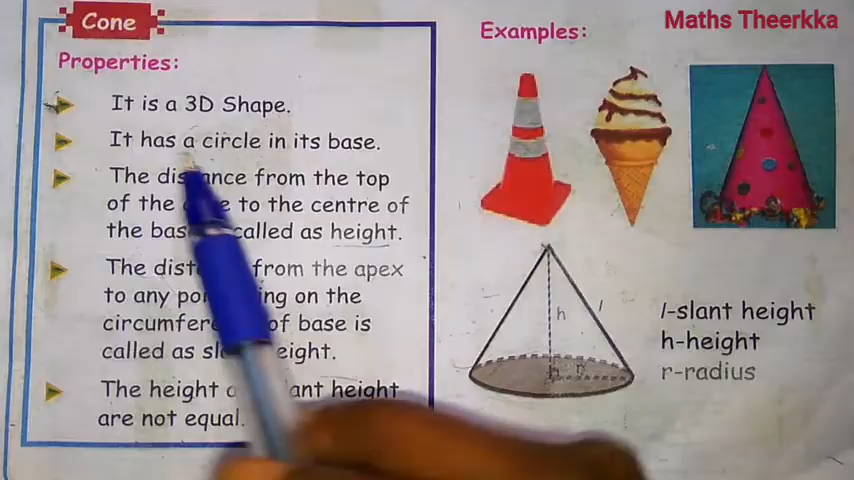 Cone
Properties:
It is a 3D Shape.
It has a circle in its base.
The distance from the top
of the to the centre of
the bas called as height.
The dist from the apex
to any po ing on the
circumfer of base is
called as sl eight.
The height a lant height
are not equal.
Examples:
Maths Theerkka
h
l
r
l-slant height
h-height
r-radius